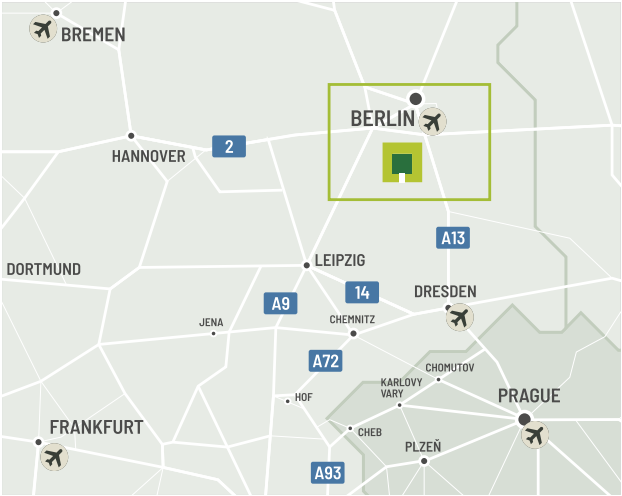 BREMEN
BERLIN
HANNOVER
2
A13
LEIPZIG
DORTMUND
14
DRESDEN
A9
JENA
CHEMNITZ
A72
CHOMUTOV
KARLOVY
VARY
HOF
PRAGUE
FRANKFURT
CHEB
PLZEŇ
A93